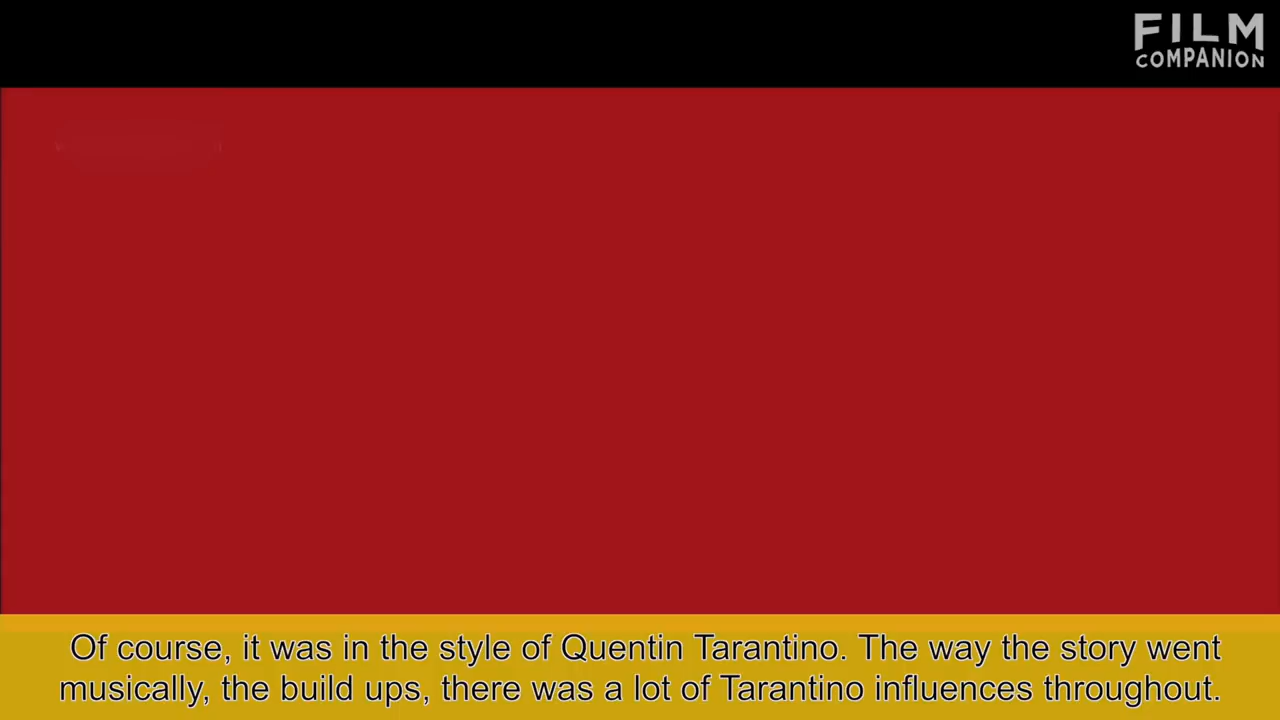 FILM
COMPANION
Of course, it was in the style of Quentin Tarantino. The way the story went
musically, the build ups, there was a lot of Tarantino influences throughout.